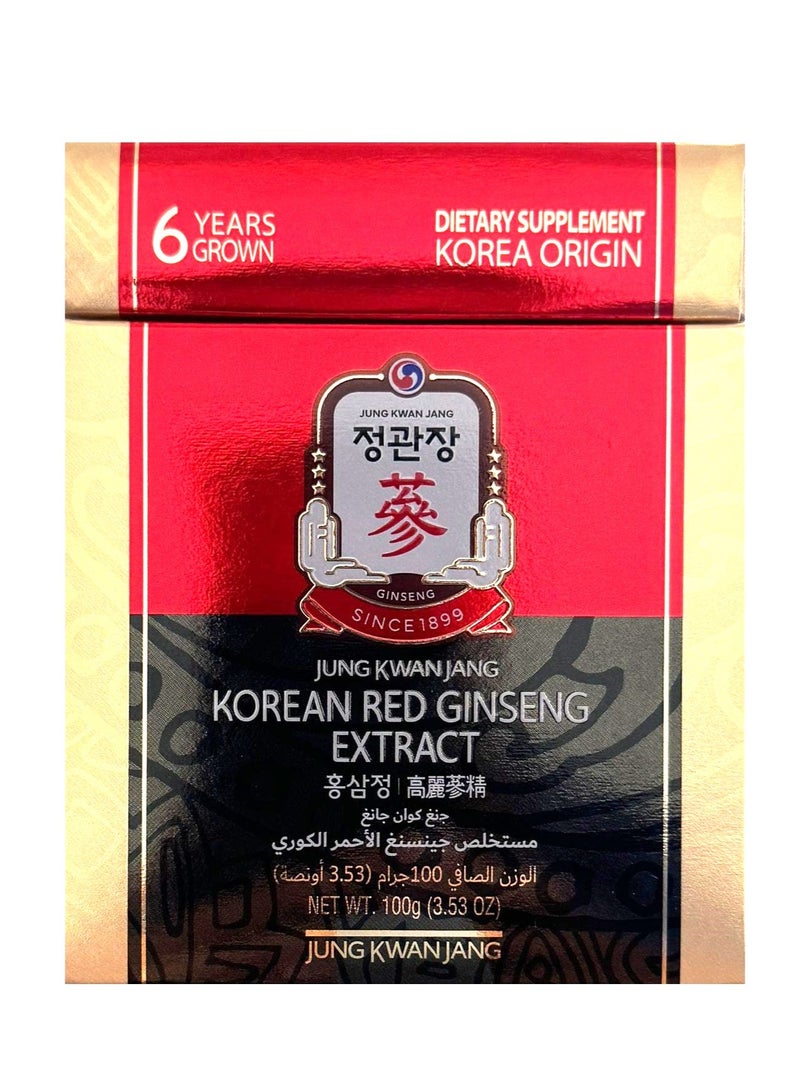 6 YEARS
GROWN
DIETARY SUPPLEMENT
KOREA ORIGIN
JUNG KWAN JANG
정관장
蔘
GINSENG
SINCE 1899
JUNG KWAN JANG
KOREAN RED GINSENG
EXTRACT
홍삼정 | 高麗蔘精
جنغ كوان جانغ
مستخلص جينسنغ الأحمر الكوري
الوزن الصافي 100جرام (3.53 أونصة)
NET WT. 100g (3.53 OZ)
JUNG KWAN JANG